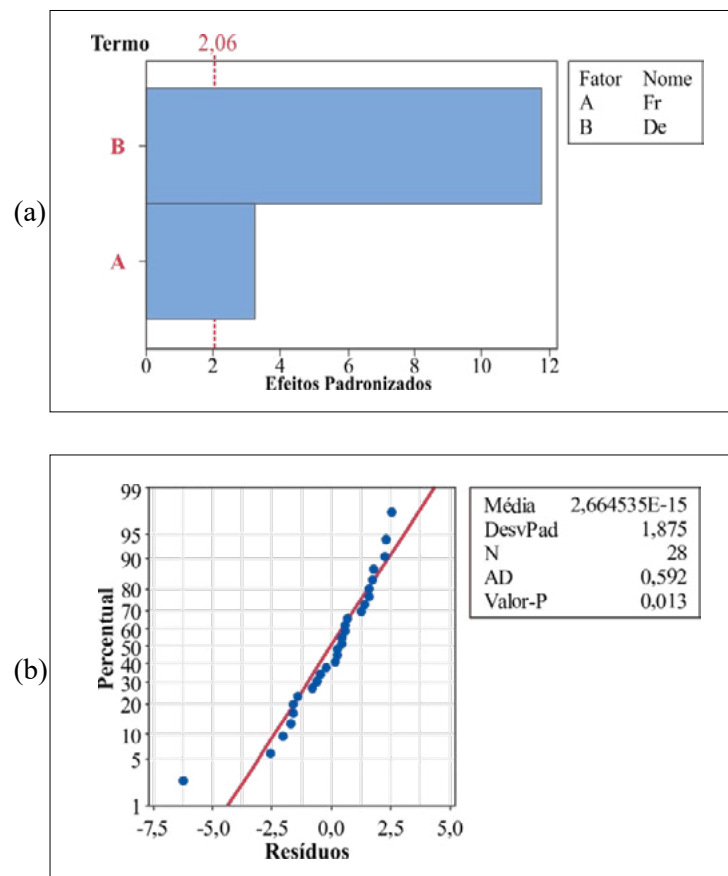 (a)
Termo 2,06
B
A
0 2 4 6 8 10 12
Efeitos Padronizados
Fator Nome
A Fr
B De
(b)
Percentual
99
95
90
80
70
60
50
40
30
20
10
5
1
-7,5 -5,0 -2,5 0,0 2,5 5,0
Resíduos
Média 2,664535E-15
DesvPad 1,875
N 28
AD 0,592
Valor-P 0,013